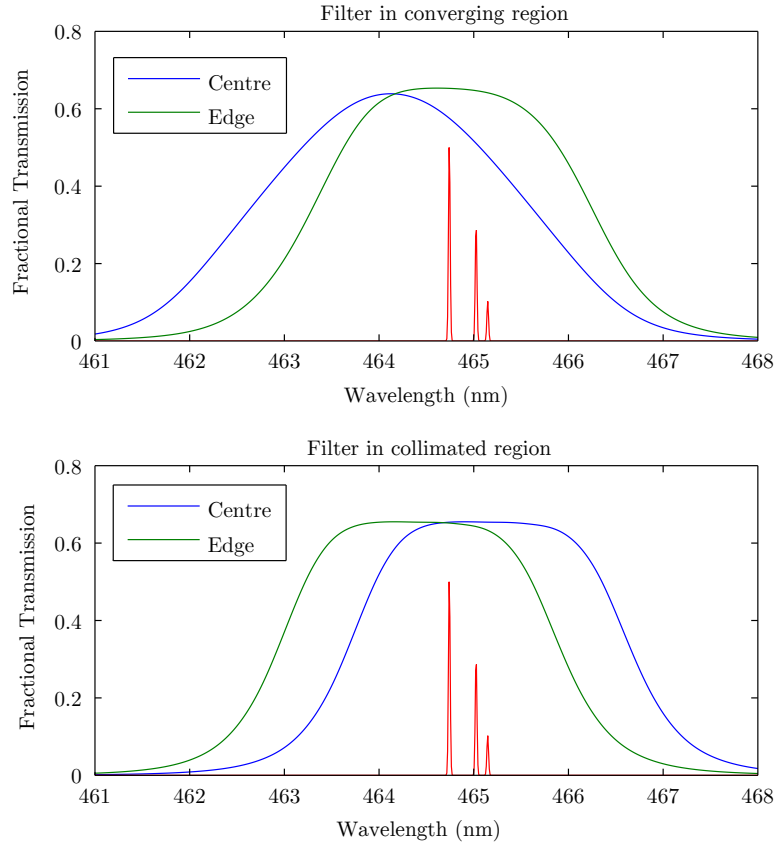 Filter in converging region
Fractional Transmission
0.8
0.6
0.4
0.2
0
Centre
Edge
461 462 463 464 465 466 467 468
Wavelength (nm)
Filter in collimated region
Fractional Transmission
0.8
0.6
0.4
0.2
0
Centre
Edge
461 462 463 464 465 466 467 468
Wavelength (nm)